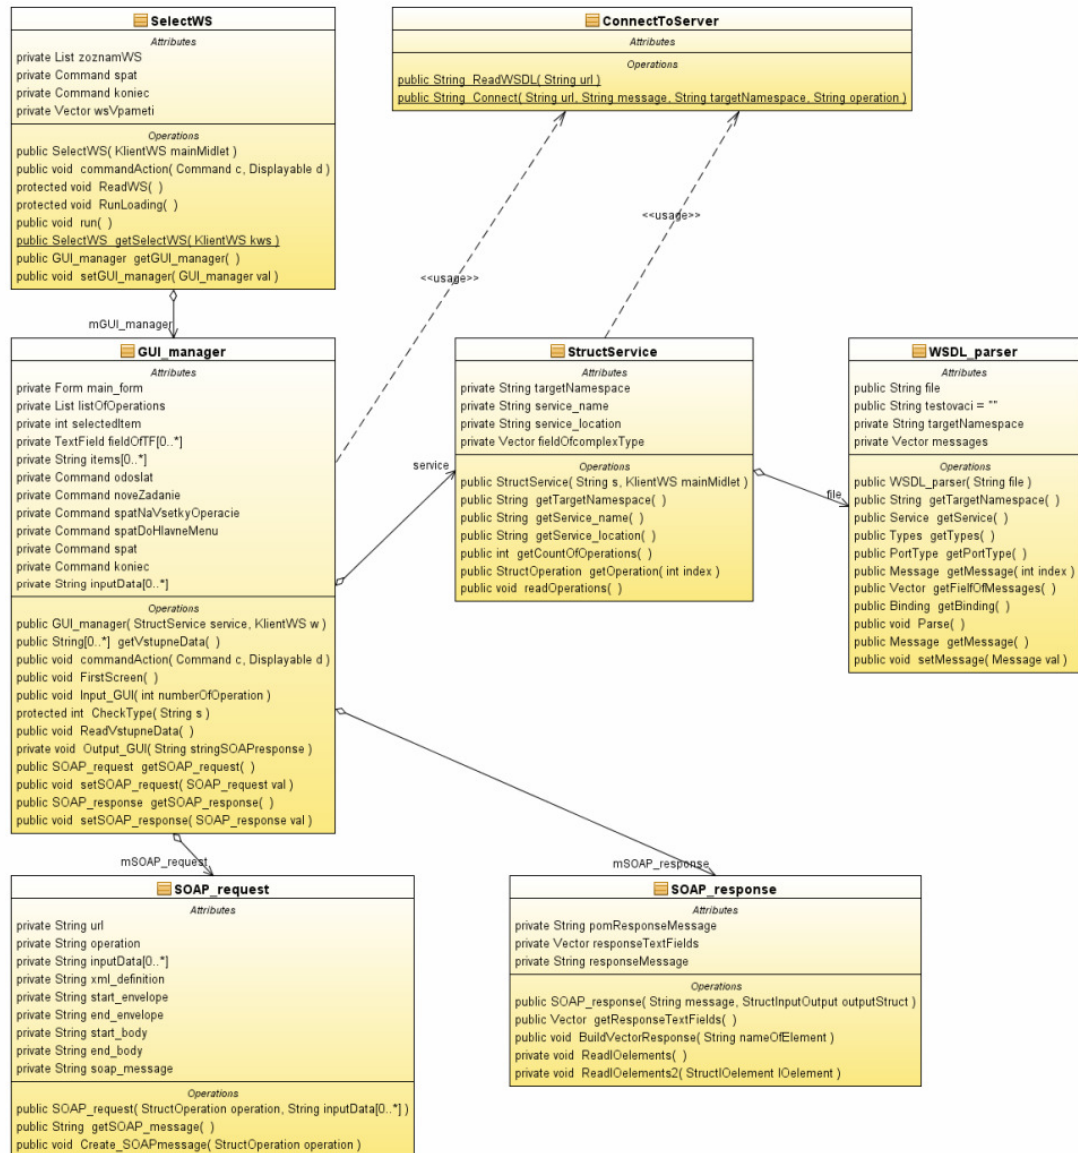 SelectWS
Attributes
private List zoznamWS
private Command spat
private Command koniec
private Vector wsVpameti
Operations
public SelectWS( KlientWS mainMidlet )
public void commandAction( Command c, Displayable d )
protected void ReadWS( )
protected void RunLoading( )
public void run( )
public SelectWS getSelectWS( KlientWS kws )
public GUI_manager getGUI_manager( )
public void setGUI_manager( GUI_manager val )
ConnectToServer
Attributes
Operations
public String ReadWSDL( String url )
public String Connect( String url, String message, String targetNamespace, String operation )
<<usage>>
<<usage>>
mGUI_manager
GUI_manager
Attributes
private Form main_form
private List listOfOperations
private int selectedItem
private TextField fieldOfTF[0..*]
private String items[0..*]
private Command odoslat
private Command noveZadanie
private Command spatNaVsetkyOperacie
private Command spatDoHlavneMenu
private Command spat
private Command koniec
private String inputData[0..*]
Operations
public GUI_manager( StructService service, KlientWS w )
public String[0..*] getVstupneData( )
public void commandAction( Command c, Displayable d )
public void FirstScreen( )
public void Input_GUI( int numberOfOperation )
protected int CheckType( String s )
public void ReadVstupneData( )
private void Output_GUI( String stringSOAPresponse )
public SOAP_request getSOAP_request( )
public void setSOAP_request( SOAP_request val )
public SOAP_response getSOAP_response( )
public void setSOAP_response( SOAP_response val )
service
StructService
Attributes
private String targetNamespace
private String service_name
private String service_location
private Vector fieldOfcomplexType
Operations
public StructService( String s, KlientWS mainMidlet )
public String getTargetNamespace( )
public String getService_name( )
public String getService_location( )
public int getCountOfOperations( )
public StructOperation getOperation( int index )
public void readOperations( )
file
WSDL_parser
Attributes
public String file
public String testovaci = ""
private String targetNamespace
private Vector messages
Operations
public WSDL_parser( String file )
public String getTargetNamespace( )
public Service getService( )
public Types getTypes( )
public PortType getPortType( )
public Message getMessage( int index )
public Vector getFielfOfMessages( )
public Binding getBinding( )
public void Parse( )
public Message getMessage( )
public void setMessage( Message val )
mSOAP_request
SOAP_request
Attributes
private String url
private String operation
private String inputData[0..*]
private String xml_definition
private String start_envelope
private String end_envelope
private String start_body
private String end_body
private String soap_message
Operations
public SOAP_request( StructOperation operation, String inputData[0..*] )
public String getSOAP_message( )
public void Create_SOAPmessage( StructOperation operation )
mSOAP_response
SOAP_response
Attributes
private String pomResponseMessage
private Vector responseTextFields
private String responseMessage
Operations
public SOAP_response( String message, StructInputOutput outputStruct )
public Vector getResponseTextFields( )
public void BuildVectorResponse( String nameOfElement )
private void ReadIOelements( )
private void ReadIOelements2( StructIOelement IOelement )